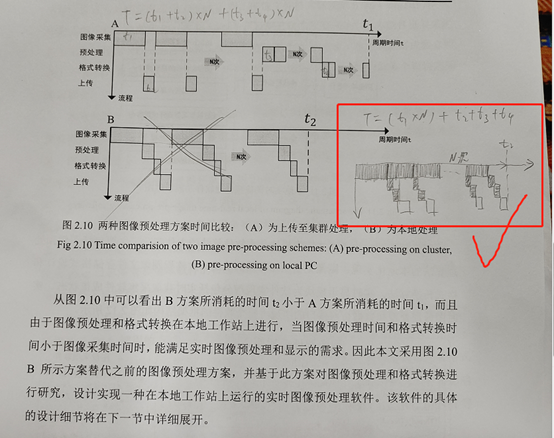 T = (t1 + t2) × N + (t3 + t4) × N
A
t1
图像采集
t1
周期时间t
预处理
t3
N次
N次
格式转换
上传
流程
B
t2
图像采集
周期时间t
预处理
N次
格式转换
上传
流程
T = (t1 × N) + t2 + t3 + t4
N次
图 2.10 两种图像预处理方案时间比较：（A）为上传至集群处理，（B）为本地处理
Fig 2.10 Time comparision of two image pre-processing schemes: (A) pre-processing on cluster,
(B) pre-processing on local PC
从图 2.10 中可以看出 B 方案所消耗的时间 t2 小于 A 方案所消耗的时间 t1，而且
由于图像预处理和格式转换在本地工作站上进行，当图像预处理时间和格式转换时
间小于图像采集时间时，能满足实时图像预处理和显示的需求。因此本文采用图 2.10
B 所示方案替代之前的图像预处理方案，并基于此方案对图像预处理和格式转换进
行研究，设计实现一种在本地工作站上运行的实时图像预处理软件。该软件的具体
的设计细节将在下一节中详细展开。